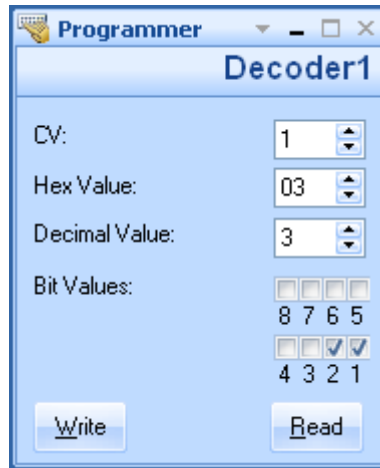 Programmer
Decoder1
CV: 1
Hex Value: 03
Decimal Value: 3
Bit Values:
8 7 6 5
4 3 2 1
Write Read